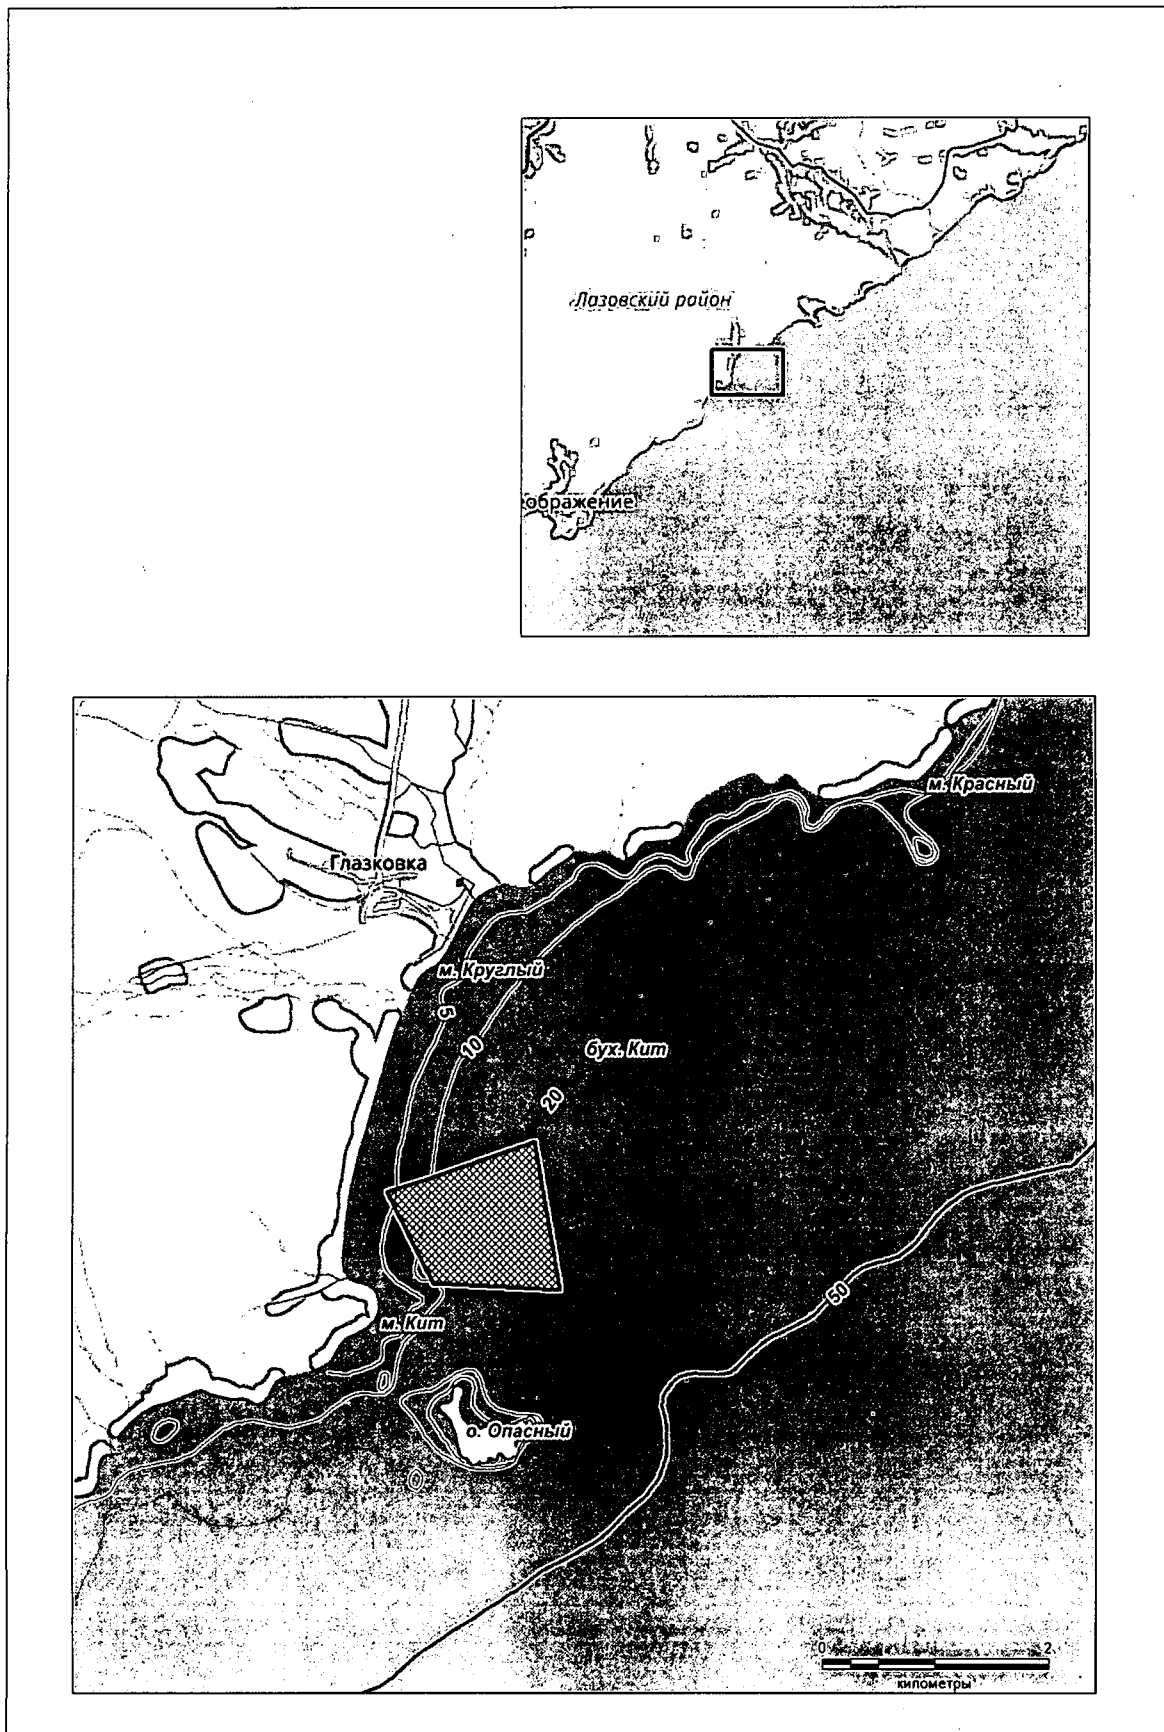 Лазовский район
ображение
м. Красный
Глазковка
м. Круглый
5
10
бух. Кит
20
50
м. Кит
о. Опасный
0 2
километры